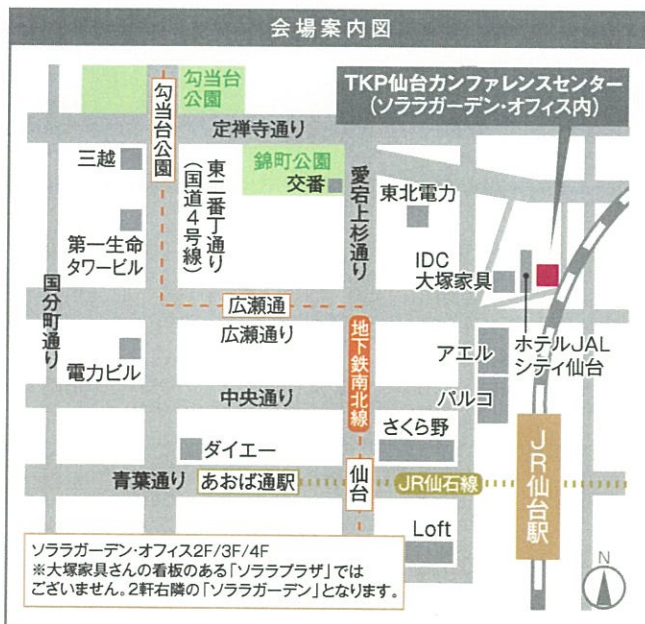 会場案内図
TKP仙台カンファレンスセンター
(ソララガーデン・オフィス内)
勾当台
公園
勾当台公園
定禅寺通り
三越
東二番丁通り
(国道4号線)
錦町公園
交番
愛宕上杉通り
東北電力
第一生命
タワービル
国分町通り
IDC
大塚家具
広瀬通
広瀬通り
地下鉄南北線
アエル
ホテルJAL
シティ仙台
電力ビル
パルコ
中央通り
さくら野
ダイエー
JR仙台駅
青葉通り
あおば通駅
仙台
JR仙石線
Loft
ソララガーデン・オフィス2F/3F/4F
※大塚家具さんの看板のある「ソララプラザ」では
ございません。2軒右隣の「ソララガーデン」となります。
N